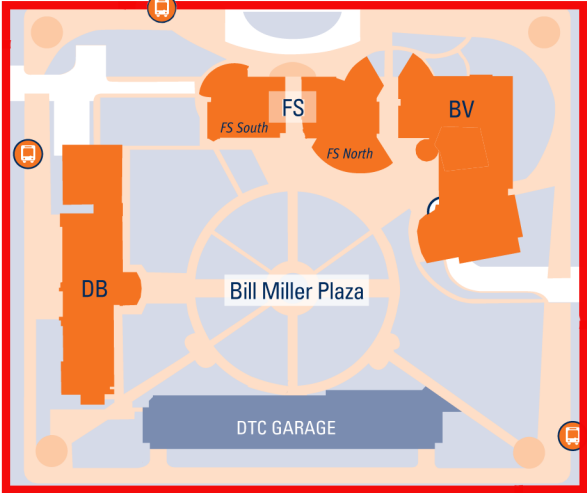 FS
BV
FS South
FS North
DB
Bill Miller Plaza
DTC GARAGE